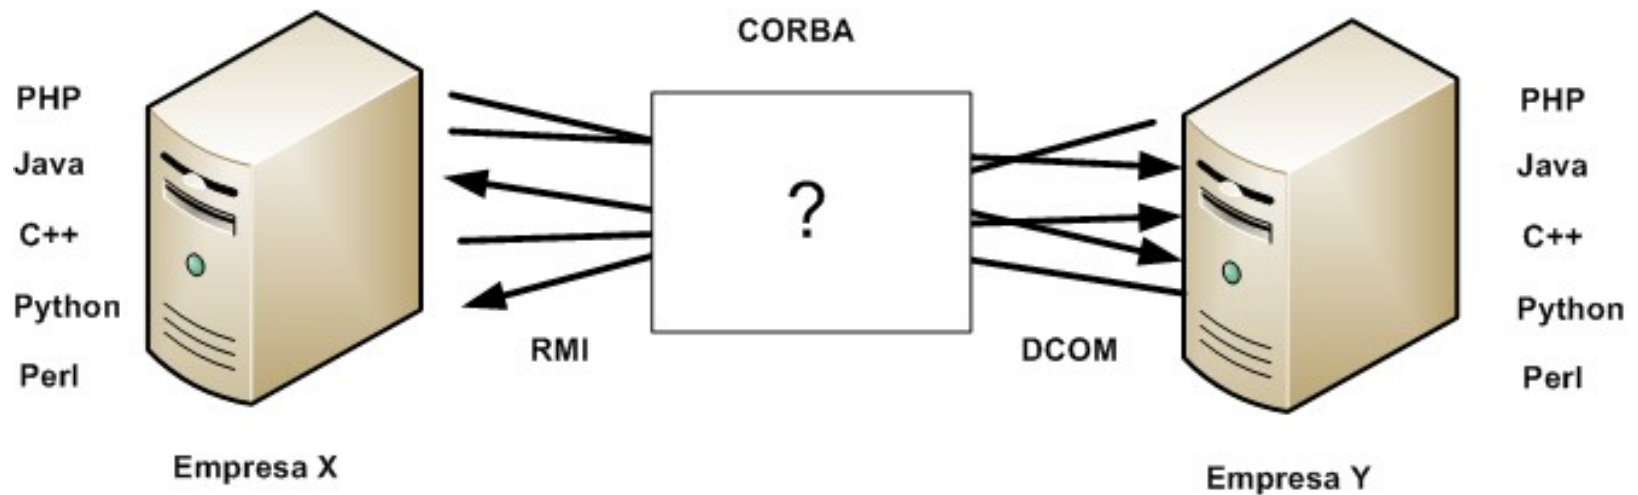 CORBA
PHP
Java
C++
Python
Perl
Empresa X
?
RMI
DCOM
PHP
Java
C++
Python
Perl
Empresa Y